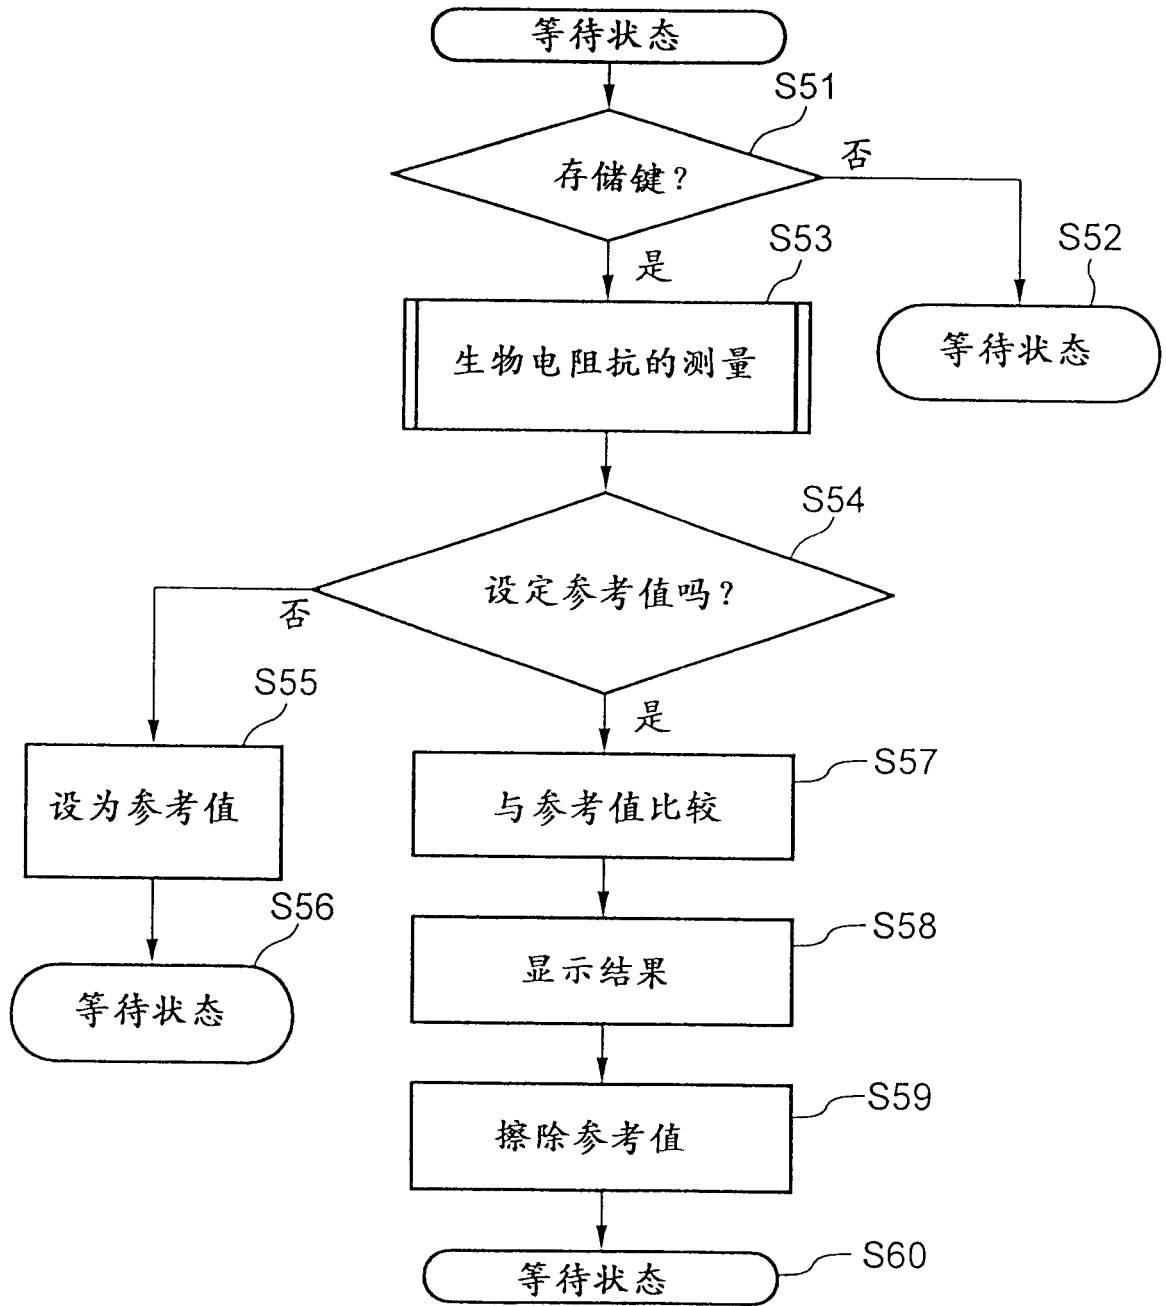 等待状态
S51
存储键？
否
是
S53
S52
生物电阻抗的测量
等待状态
S54
设定参考值吗？
否
是
S55
设为参考值
S57
与参考值比较
S56
等待状态
S58
显示结果
S59
擦除参考值
S60
等待状态